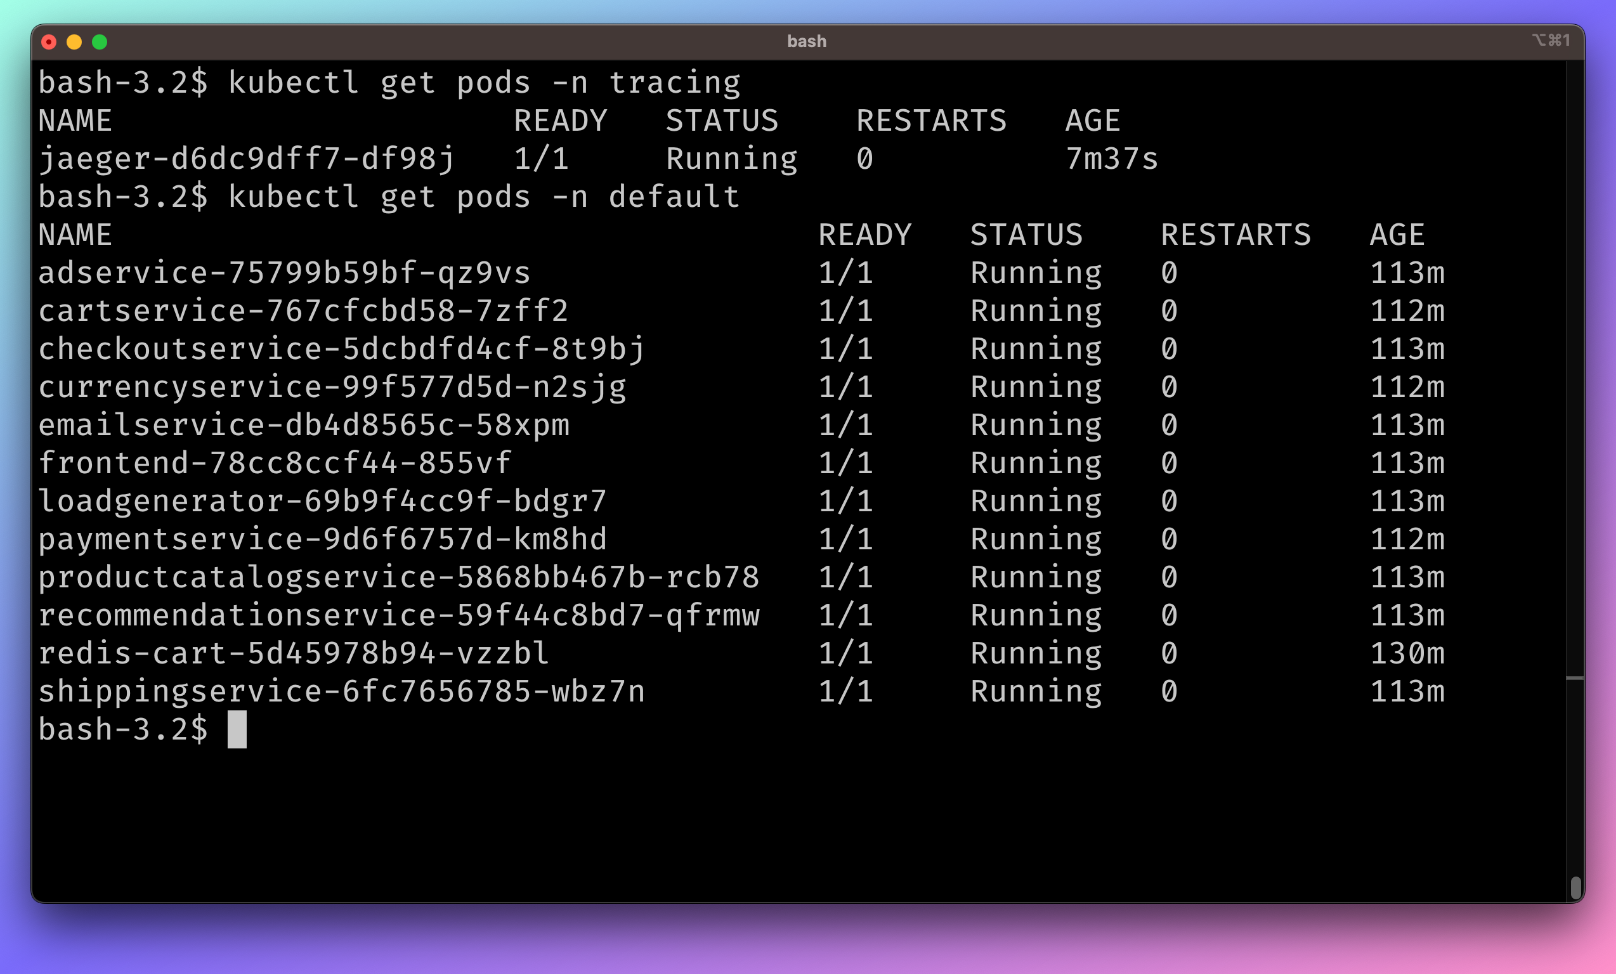 bash
⌥⌘1
bash-3.2$ kubectl get pods -n tracing
NAME                     READY   STATUS    RESTARTS   AGE
jaeger-d6dc9dff7-df98j   1/1     Running   0          7m37s
bash-3.2$ kubectl get pods -n default
NAME                                     READY   STATUS    RESTARTS   AGE
adservice-75799b59bf-qz9vs               1/1     Running   0          113m
cartservice-767cfcbd58-7zff2             1/1     Running   0          112m
checkoutservice-5dcbdfd4cf-8t9bj         1/1     Running   0          113m
currencyservice-99f577d5d-n2sjg          1/1     Running   0          112m
emailservice-db4d8565c-58xpm             1/1     Running   0          113m
frontend-78cc8ccf44-855vf                1/1     Running   0          113m
loadgenerator-69b9f4cc9f-bdgr7           1/1     Running   0          113m
paymentservice-9d6f6757d-km8hd           1/1     Running   0          112m
productcatalogservice-5868bb467b-rcb78   1/1     Running   0          113m
recommendationservice-59f44c8bd7-qfrmw   1/1     Running   0          113m
redis-cart-5d45978b94-vzzbl              1/1     Running   0          130m
shippingservice-6fc7656785-wbz7n         1/1     Running   0          113m
bash-3.2$